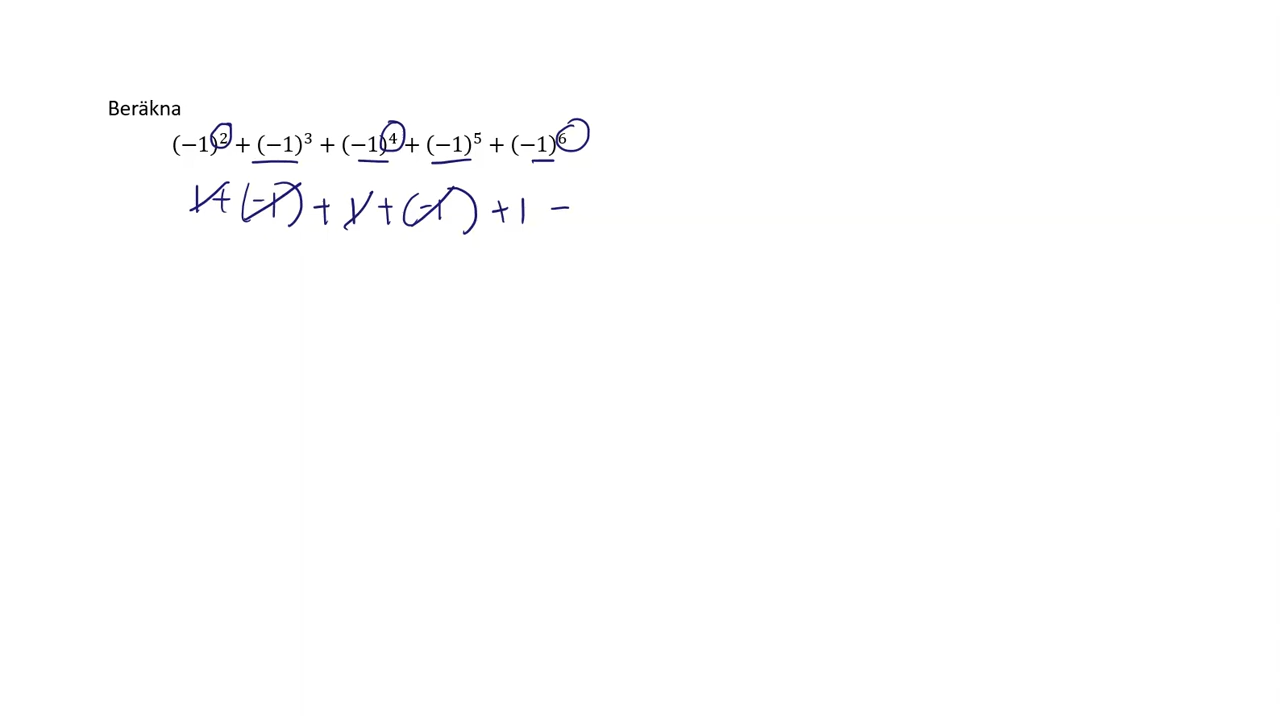 Beräkna
(−1)² + (−1)³ + (−1)⁴ + (−1)⁵ + (−1)⁶
1 + (-1) + 1 + (-1) + 1 -